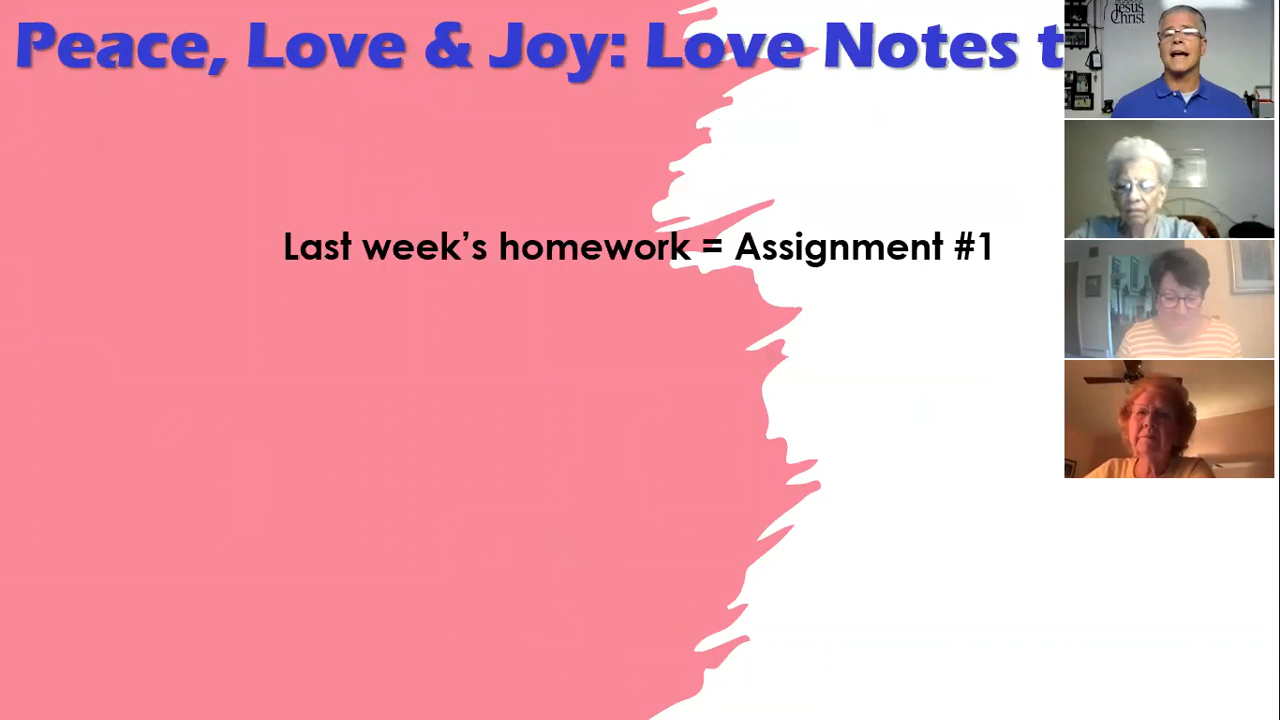 Peace, Love & Joy: Love Notes t
Jesus
Christ
Last week's homework = Assignment #1